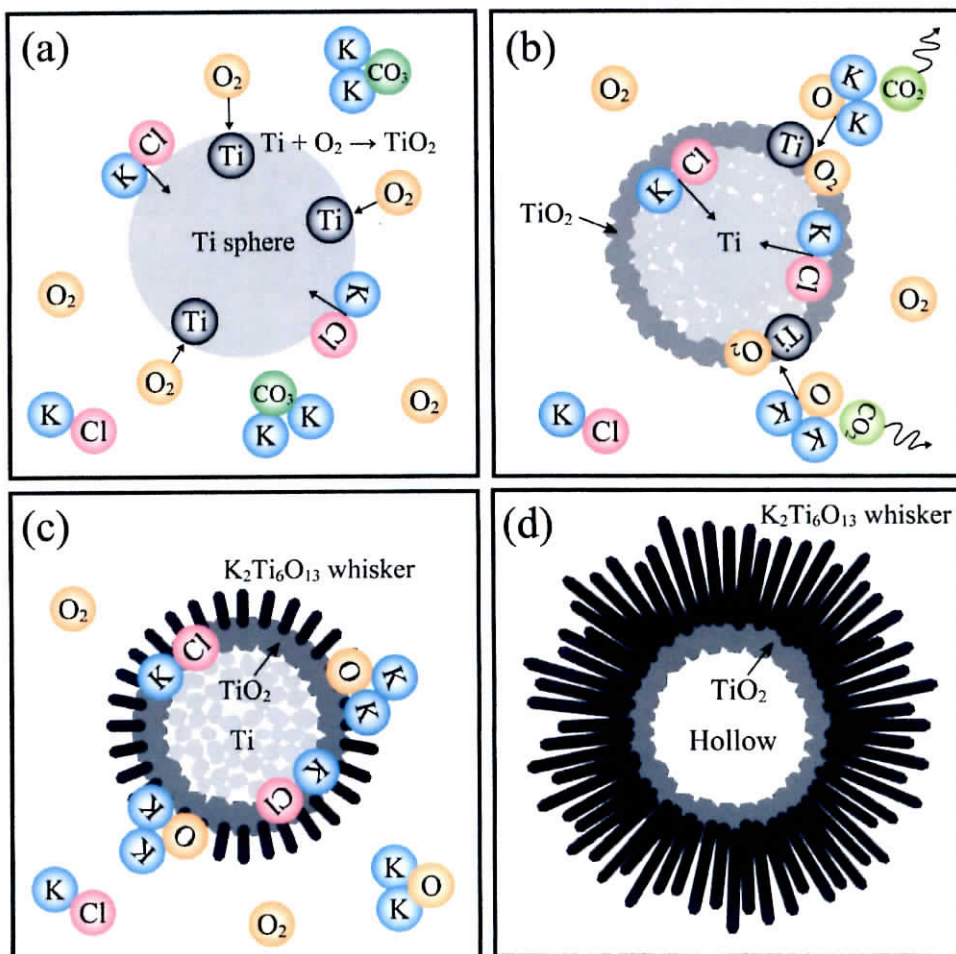 (a)
K
K
CO₃
O₂
Ti
Ti + O₂ → TiO₂
Cl
K
Ti
O₂
Ti sphere
K
Cl
O₂
Ti
O₂
CO₃
K
K
O₂
K
Cl
(b)
O₂
K
O
K
CO₂
Ti
O₂
Cl
K
TiO₂
Ti
K
Cl
O₂
Ti
O₂
O
K
K
CO₂
K
Cl
(c)
K₂Ti₆O₁₃ whisker
O₂
Cl
K
TiO₂
O
K
K
Ti
K
Cl
K
K
O
K
Cl
O₂
K
O
K
(d)
K₂Ti₆O₁₃ whisker
TiO₂
Hollow